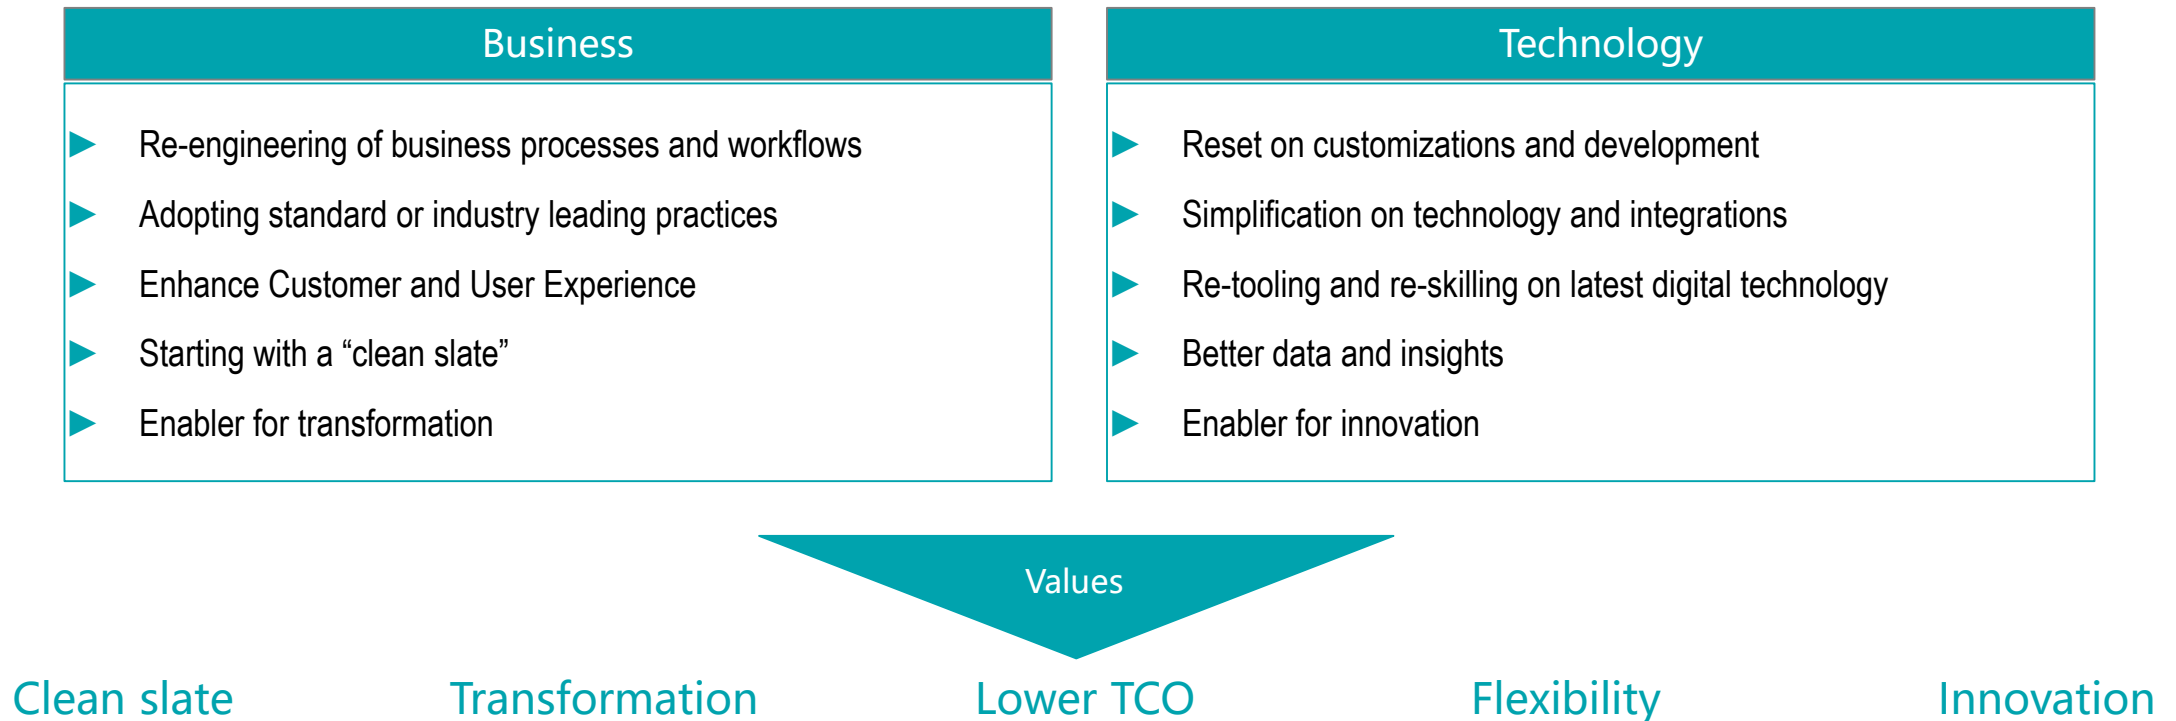 Business
Re-engineering of business processes and workflows
Adopting standard or industry leading practices
Enhance Customer and User Experience
Starting with a “clean slate”
Enabler for transformation
Technology
Reset on customizations and development
Simplification on technology and integrations
Re-tooling and re-skilling on latest digital technology
Better data and insights
Enabler for innovation
Values
Clean slate
Transformation
Lower TCO
Flexibility
Innovation